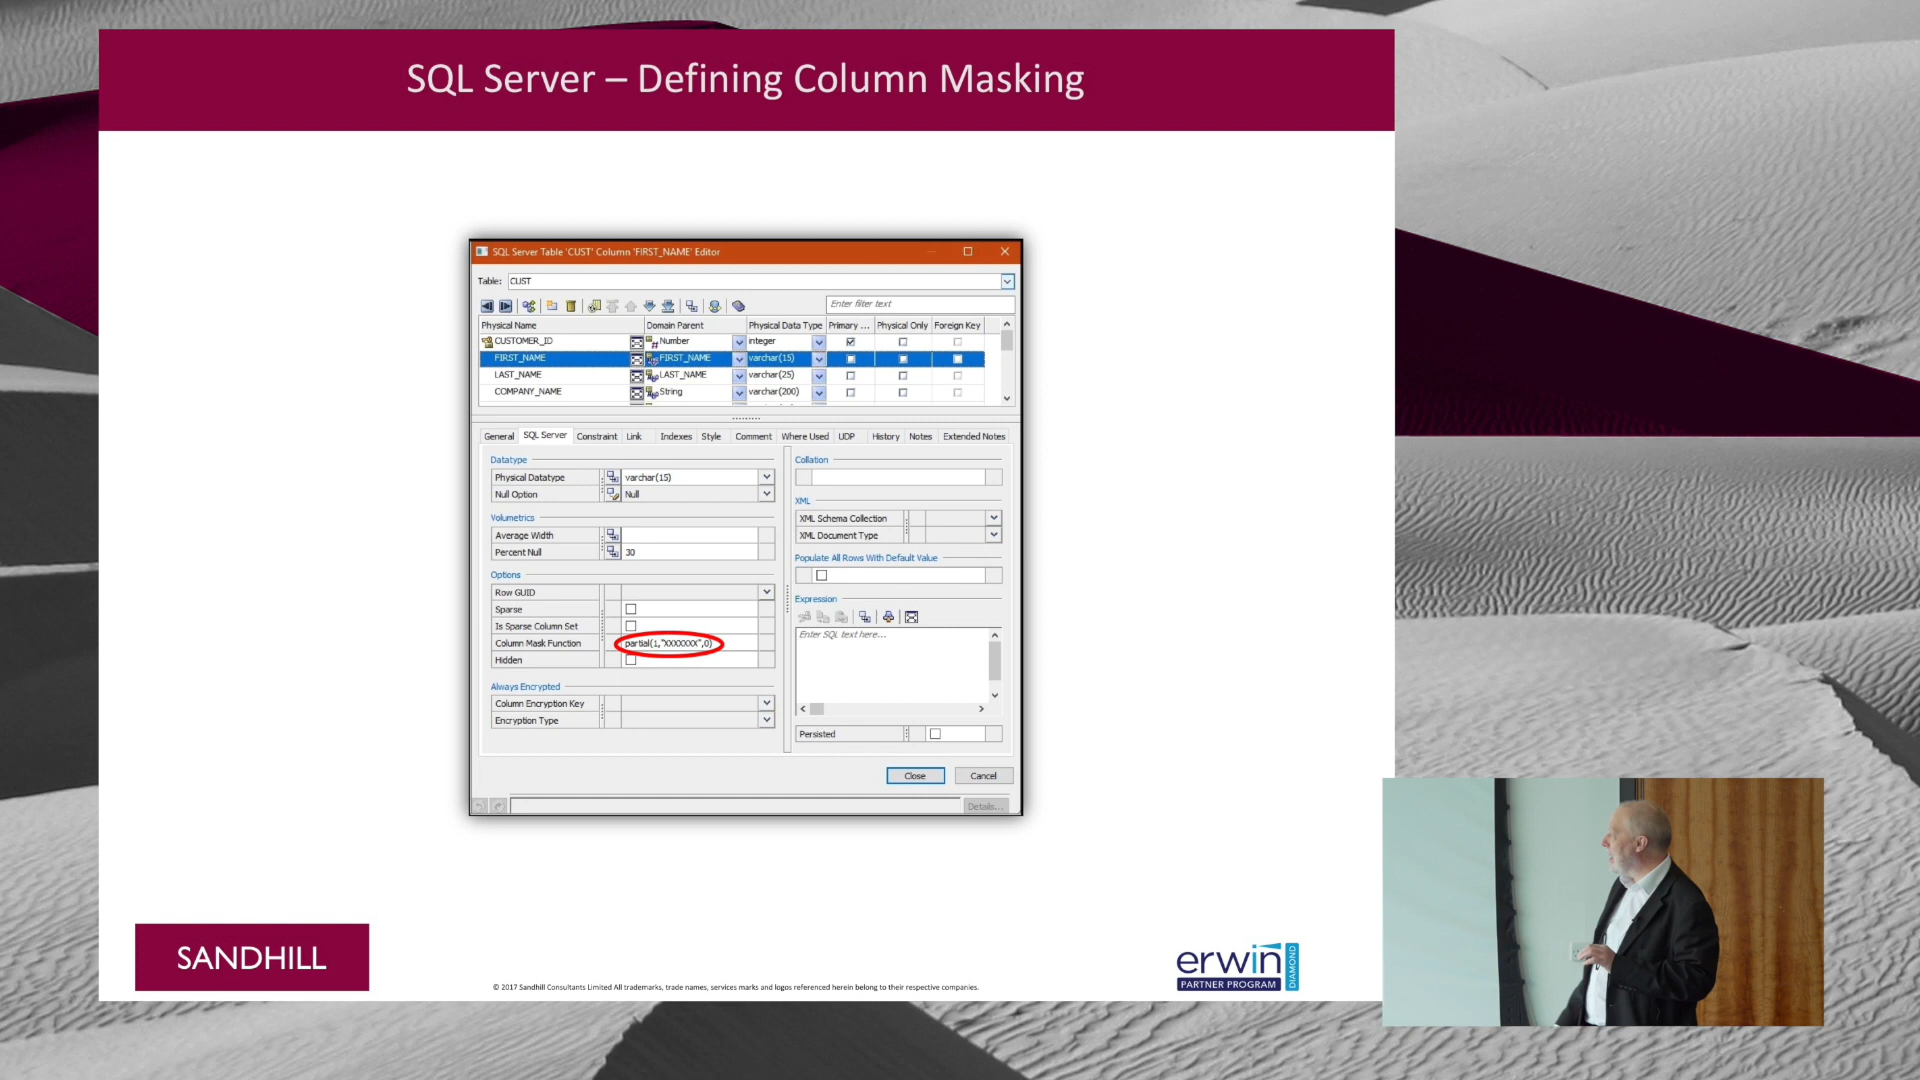 SQL Server – Defining Column Masking
SQL Server Table 'CUST' Column 'FIRST_NAME' Editor
Table: CUST
Enter filter text
Physical Name Domain Parent Physical Data Type Primary ... Physical Only Foreign Key
CUSTOMER_ID Number integer
FIRST_NAME FIRST_NAME varchar(15)
LAST_NAME LAST_NAME varchar(25)
COMPANY_NAME String varchar(200)
General SQL Server Constraint Link Indexes Style Comment Where Used UDP History Notes Extended Notes
Datatype
Physical Datatype varchar(15)
Null Option Null
Volumetrics
Average Width
Percent Null 30
Options
Row GUID
Sparse
Is Sparse Column Set
Column Mask Function partial(1,"XXXXXXX",0)
Hidden
Always Encrypted
Column Encryption Key
Encryption Type
Collation
XML
XML Schema Collection
XML Document Type
Populate All Rows With Default Value
Expression
Enter SQL text here...
Persisted
Close Cancel
Details...
SANDHILL
© 2017 Sandhill Consultants Limited All trademarks, trade names, services marks and logos referenced herein belong to their respective companies.
erwin
PARTNER PROGRAM
DIAMOND